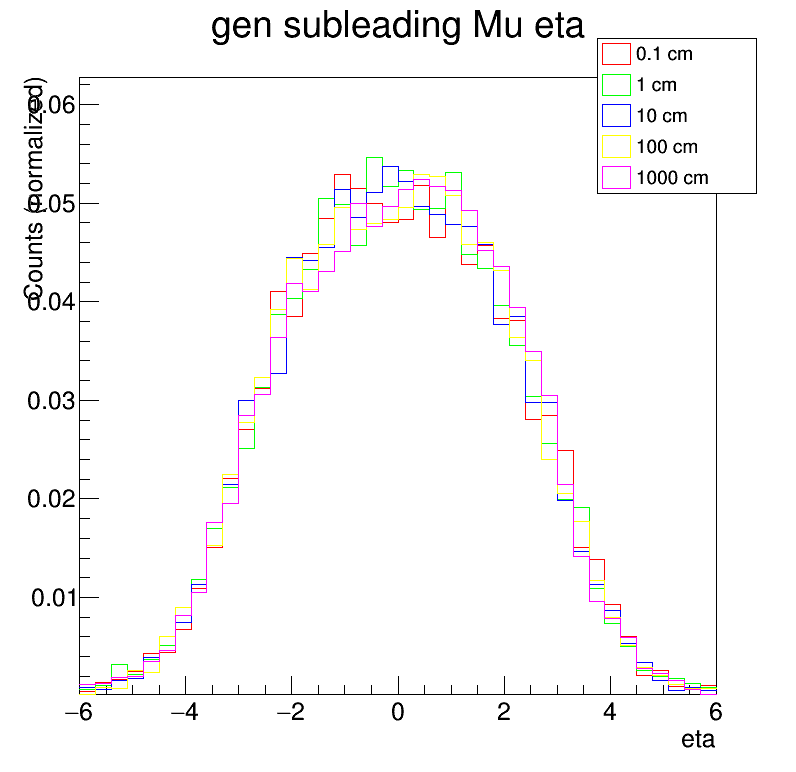 gen subleading Mu eta
0.1 cm
1 cm
10 cm
100 cm
1000 cm
Counts (normalized)
0.06
0.05
0.04
0.03
0.02
0.01
−6 −4 −2 0 2 4 6
eta